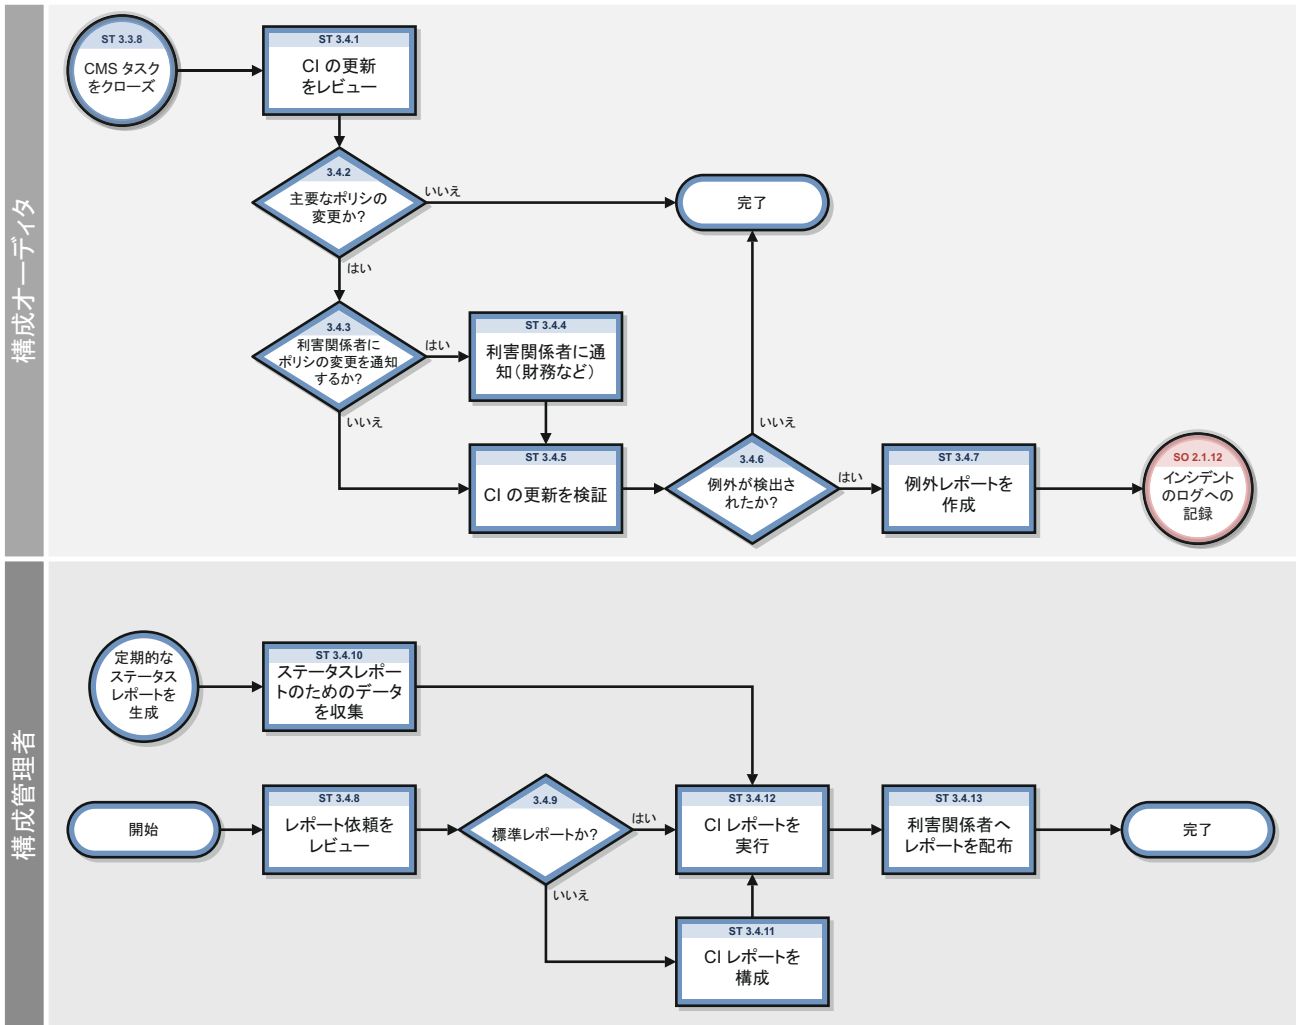 構成オーディタ
ST 3.3.8
CMS タスク
をクローズ
ST 3.4.1
CI の更新
をレビュー
3.4.2
主要なポリシの
変更か?
いいえ
完了
はい
3.4.3
利害関係者に
ポリシの変更を通知
するか?
はい
ST 3.4.4
利害関係者に通
知(財務など)
いいえ
ST 3.4.5
CI の更新を検証
3.4.6
例外が検出さ
れたか?
いいえ
はい
ST 3.4.7
例外レポートを
作成
SO 2.1.12
インシデント
のログへの
記録
構成管理者
定期的な
ステータス
レポートを
生成
ST 3.4.10
ステータスレポー
トのためのデータ
を収集
開始
ST 3.4.8
レポート依頼を
レビュー
3.4.9
標準レポートか?
はい
いいえ
ST 3.4.12
CI レポートを
実行
ST 3.4.13
利害関係者へ
レポートを配布
完了
ST 3.4.11
CI レポートを
構成